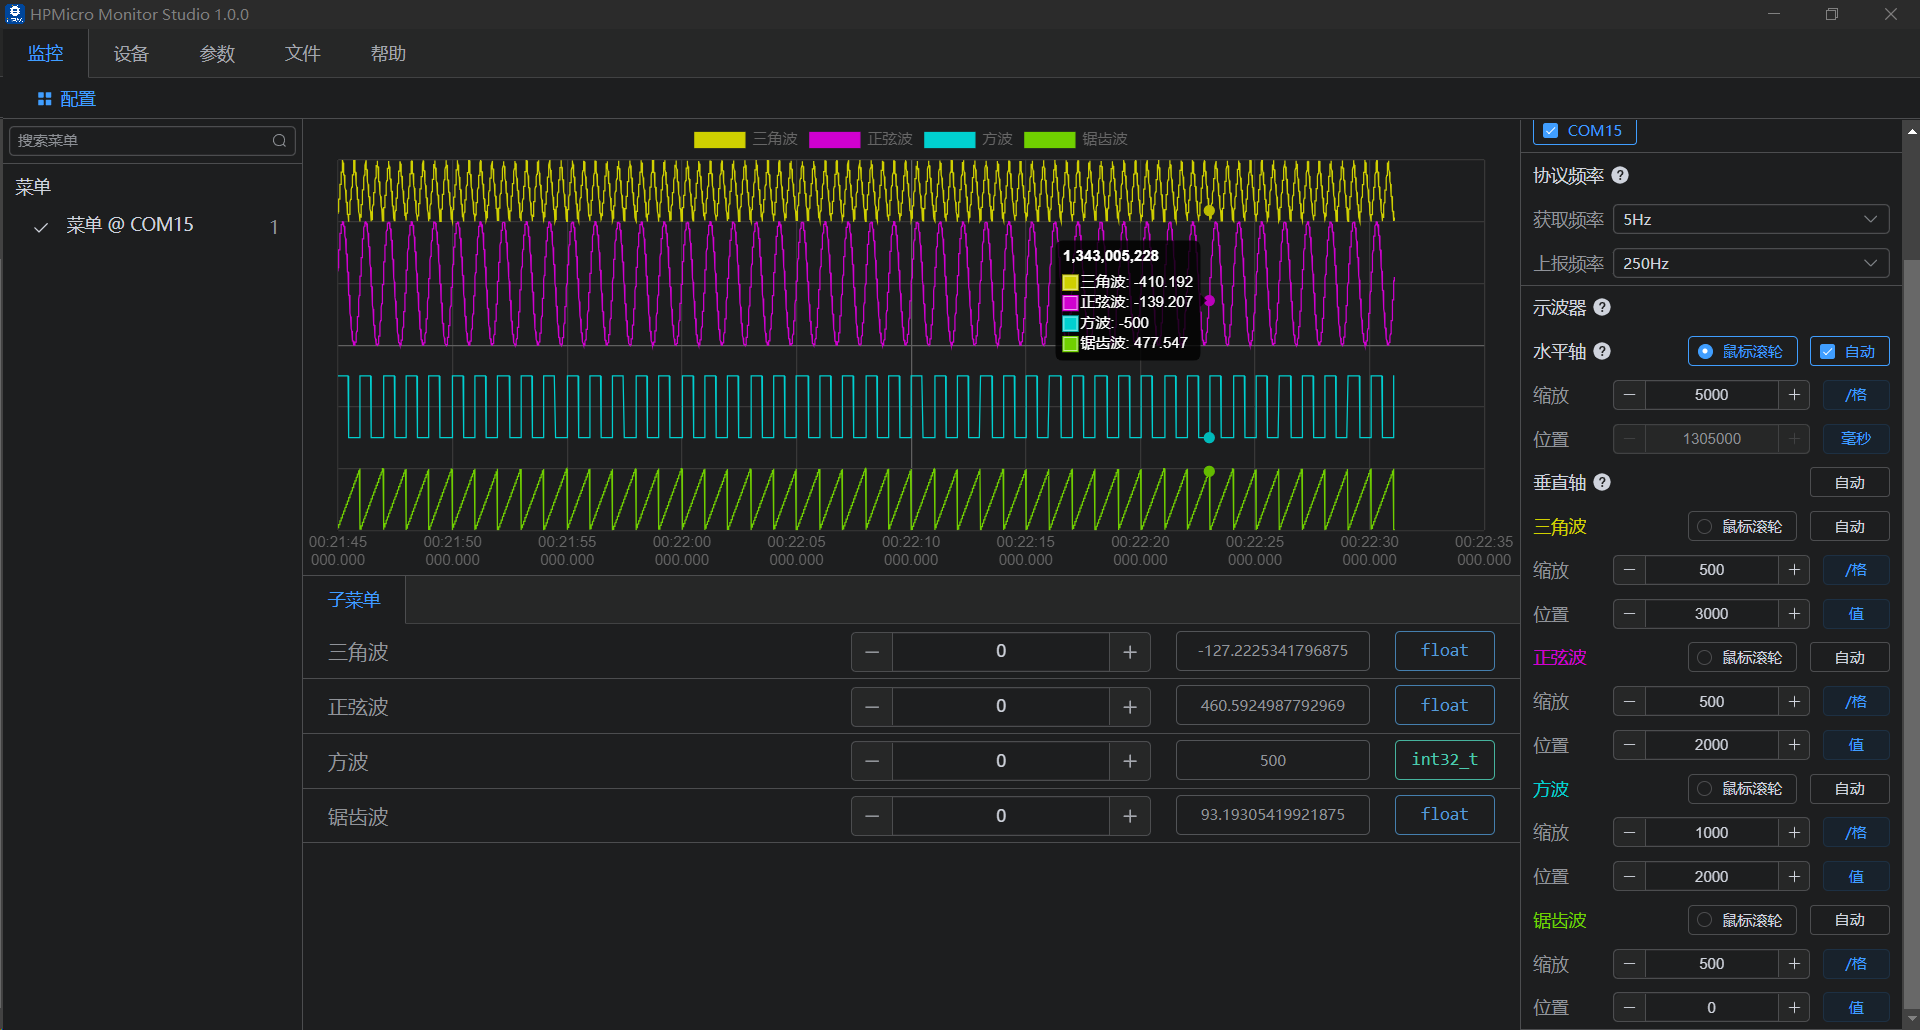 HPMicro Monitor Studio 1.0.0
监控 设备 参数 文件 帮助
配置
搜索菜单
菜单
菜单 @ COM15 1
三角波 正弦波 方波 锯齿波
1,343,005,228
三角波: -410.192
正弦波: -139.207
方波: -500
锯齿波: 477.547
00:21:45 00:21:50 00:21:55 00:22:00 00:22:05 00:22:10 00:22:15 00:22:20 00:22:25 00:22:30 00:22:35
000.000 000.000 000.000 000.000 000.000 000.000 000.000 000.000 000.000 000.000 000.000
子菜单
三角波 0 -127.2225341796875 float
正弦波 0 460.5924987792969 float
方波 0 500 int32_t
锯齿波 0 93.19305419921875 float
COM15
协议频率
获取频率 5Hz
上报频率 250Hz
示波器
水平轴 鼠标滚轮 自动
缩放 5000 /格
位置 1305000 毫秒
垂直轴 自动
三角波 鼠标滚轮 自动
缩放 500 /格
位置 3000 值
正弦波 鼠标滚轮 自动
缩放 500 /格
位置 2000 值
方波 鼠标滚轮 自动
缩放 1000 /格
位置 2000 值
锯齿波 鼠标滚轮 自动
缩放 500 /格
位置 0 值